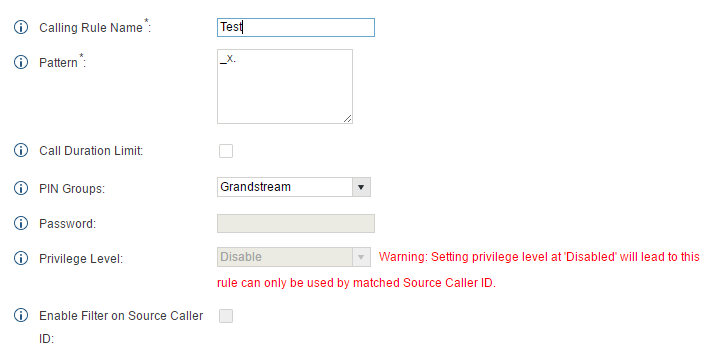 Calling Rule Name*: Test
Pattern*: _x.
Call Duration Limit:
PIN Groups: Grandstream
Password:
Privilege Level: Disable Warning: Setting privilege level at 'Disabled' will lead to this
rule can only be used by matched Source Caller ID.
Enable Filter on Source Caller
ID: